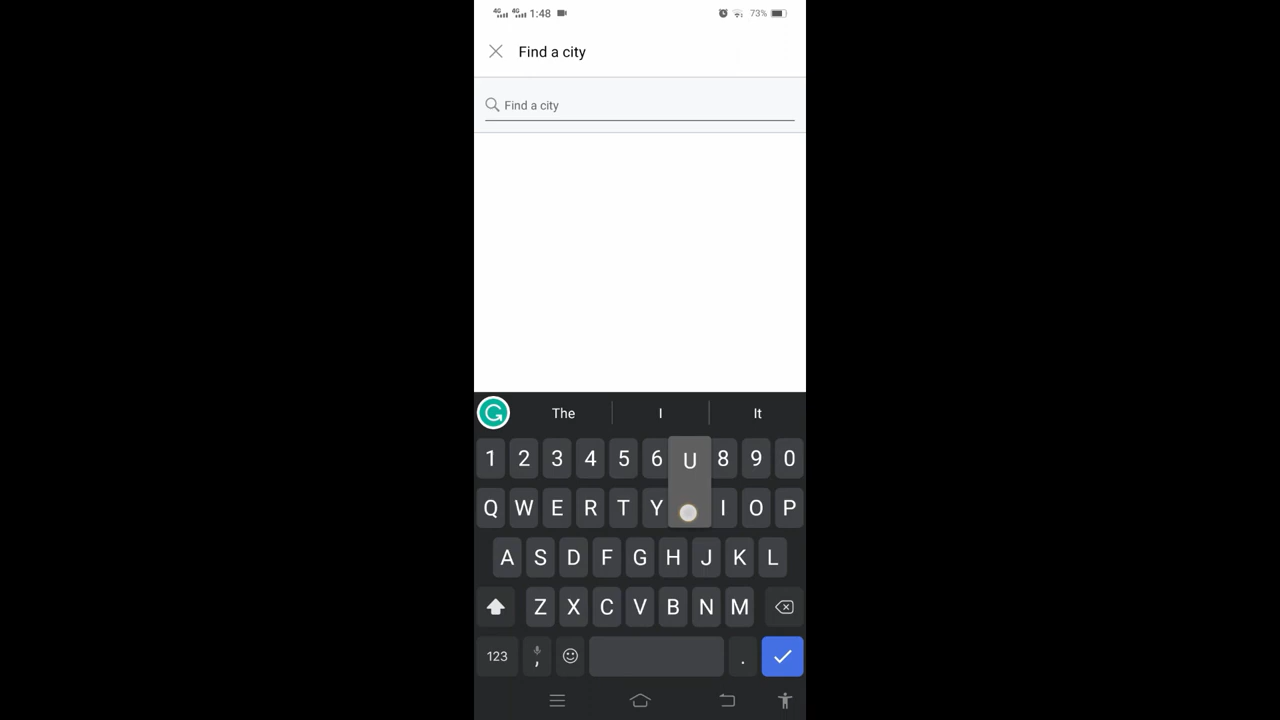 4G 4G 1:48 73%
Find a city
Find a city
The I It
1 2 3 4 5 6 U 8 9 0
Q W E R T Y I O P
A S D F G H J K L
Z X C V B N M
123 , .